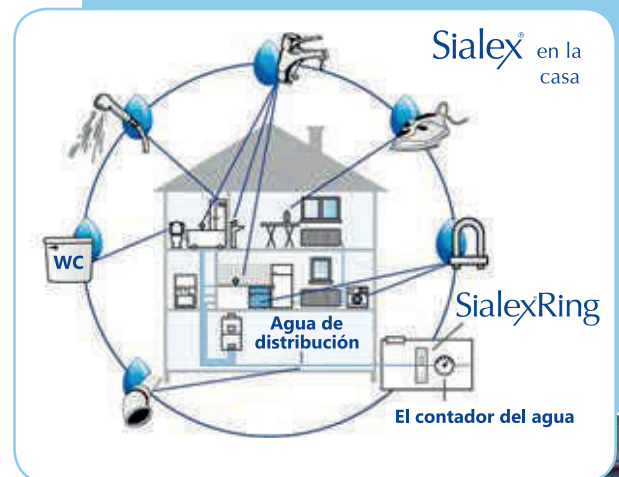 Sialex® en la
casa
WC
SialexRing
Agua de
distribución
El contador del agua